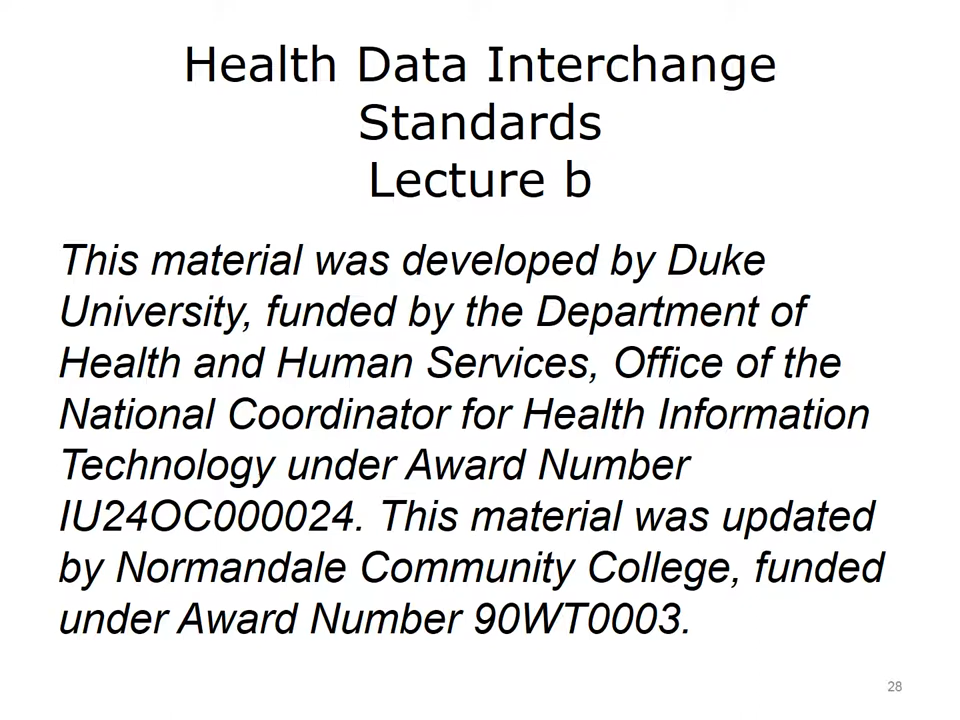 Health Data Interchange
Standards
Lecture b
This material was developed by Duke
University, funded by the Department of
Health and Human Services, Office of the
National Coordinator for Health Information
Technology under Award Number
IU24OC000024. This material was updated
by Normandale Community College, funded
under Award Number 90WT0003.
28